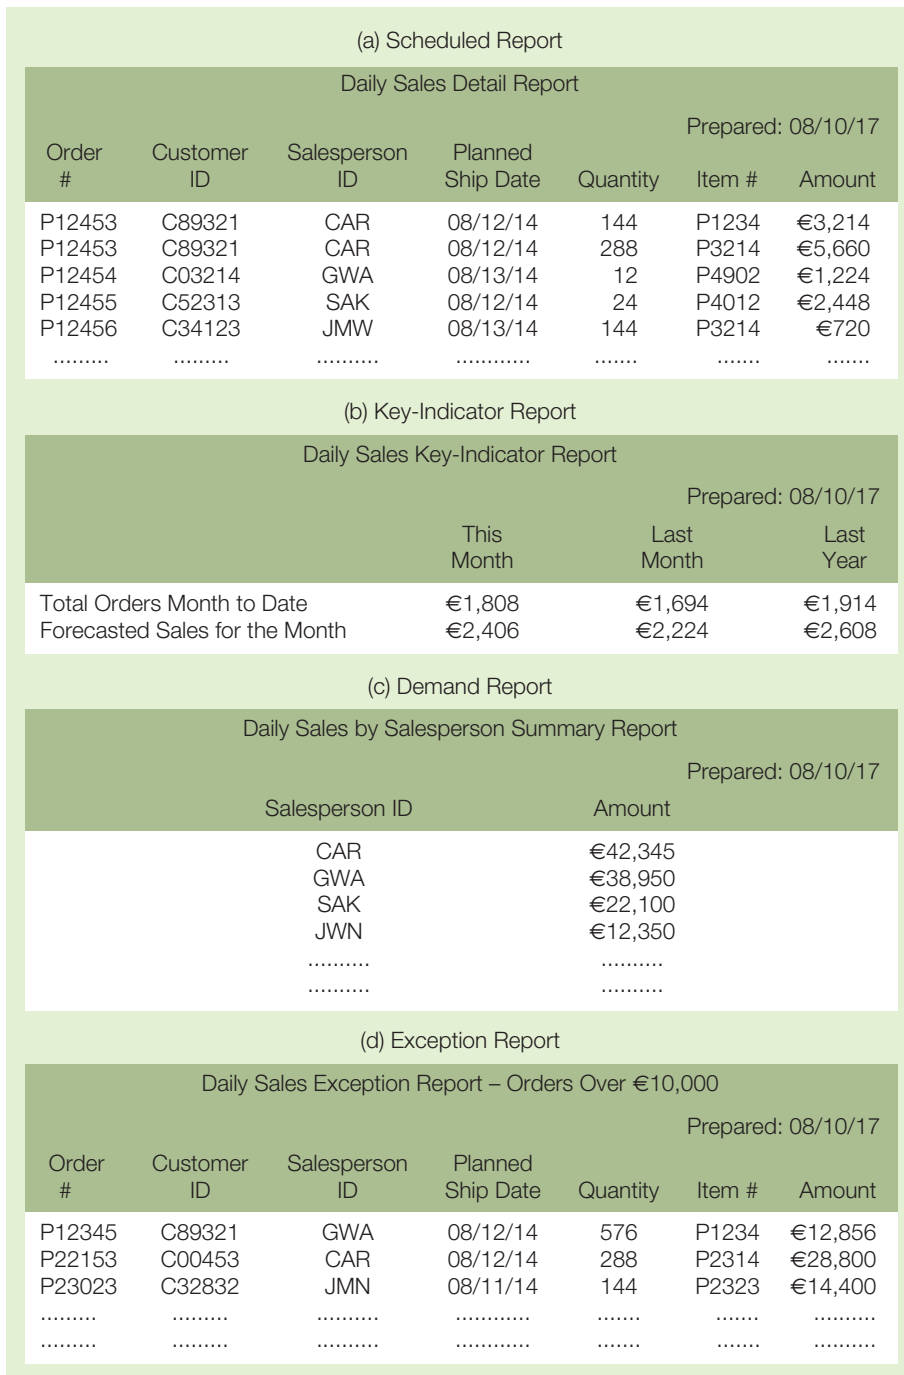 (a) Scheduled Report
Daily Sales Detail Report
Prepared: 08/10/17
Order # Customer ID Salesperson ID Planned Ship Date Quantity Item # Amount
P12453 C89321 CAR 08/12/14 144 P1234 €3,214
P12453 C89321 CAR 08/12/14 288 P3214 €5,660
P12454 C03214 GWA 08/13/14 12 P4902 €1,224
P12455 C52313 SAK 08/12/14 24 P4012 €2,448
P12456 C34123 JMW 08/13/14 144 P3214 €720
......... ......... .......... ............ ....... ....... .......
(b) Key-Indicator Report
Daily Sales Key-Indicator Report
Prepared: 08/10/17
This Month Last Month Last Year
Total Orders Month to Date €1,808 €1,694 €1,914
Forecasted Sales for the Month €2,406 €2,224 €2,608
(c) Demand Report
Daily Sales by Salesperson Summary Report
Prepared: 08/10/17
Salesperson ID Amount
CAR €42,345
GWA €38,950
SAK €22,100
JWN €12,350
.......... ..........
.......... ..........
(d) Exception Report
Daily Sales Exception Report – Orders Over €10,000
Prepared: 08/10/17
Order # Customer ID Salesperson ID Planned Ship Date Quantity Item # Amount
P12345 C89321 GWA 08/12/14 576 P1234 €12,856
P22153 C00453 CAR 08/12/14 288 P2314 €28,800
P23023 C32832 JMN 08/11/14 144 P2323 €14,400
......... ......... .......... ............ ....... ....... ..........
......... ......... .......... ............ ....... ....... ..........